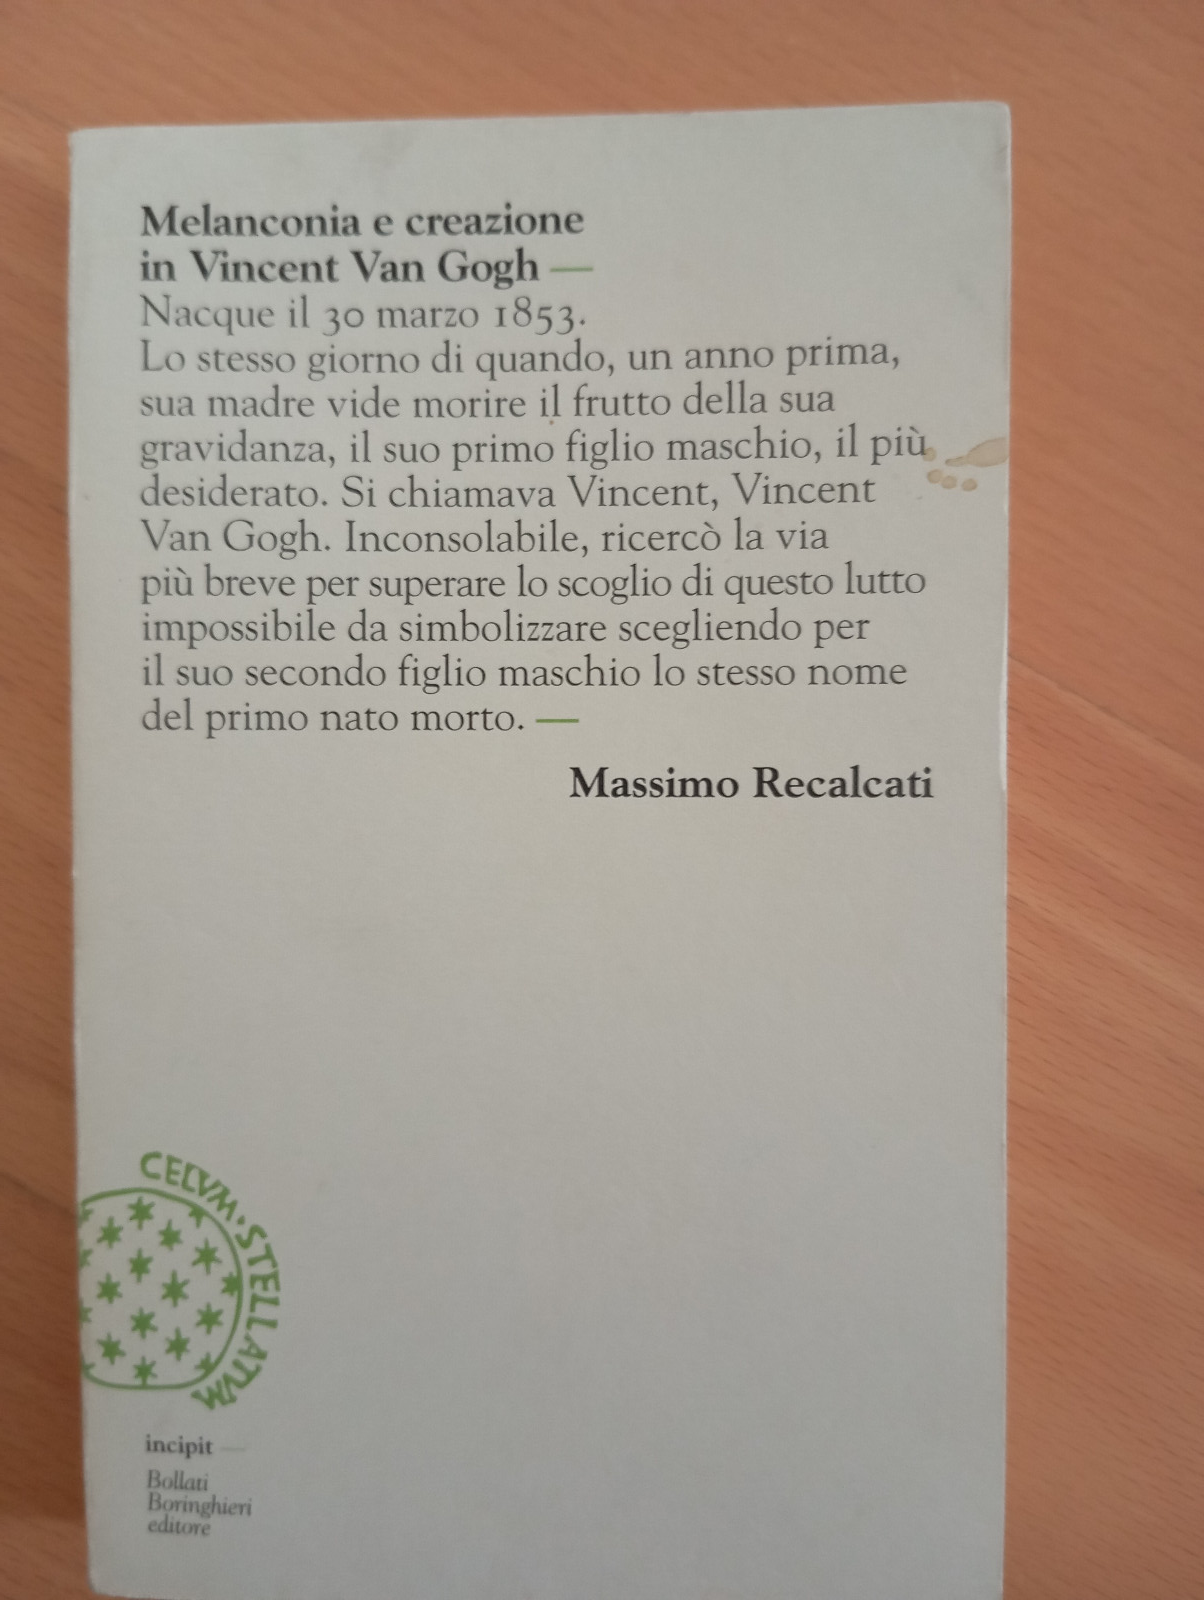 Melanconia e creazione
in Vincent Van Gogh —
Nacque il 30 marzo 1853.
Lo stesso giorno di quando, un anno prima,
sua madre vide morire il frutto della sua
gravidanza, il suo primo figlio maschio, il più
desiderato. Si chiamava Vincent, Vincent
Van Gogh. Inconsolabile, ricercò la via
più breve per superare lo scoglio di questo lutto
impossibile da simbolizzare scegliendo per
il suo secondo figlio maschio lo stesso nome
del primo nato morto. —
Massimo Recalcati
CELVM·STELLATVM
incipit —
Bollati
Boringhieri
editore